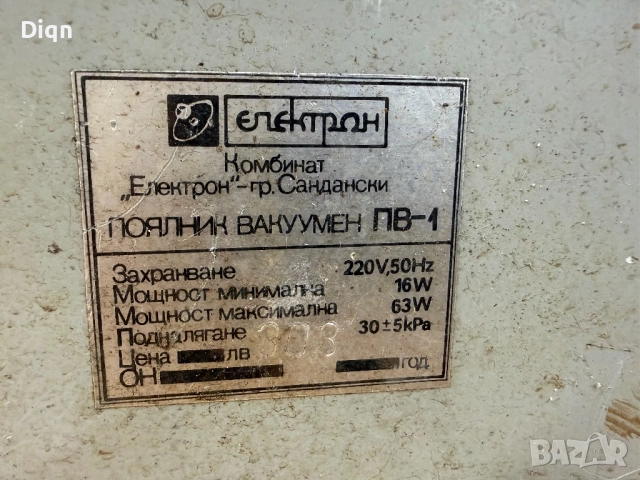 Diqn
електрон
Комбинат
„Електрон“-гр. Сандански
ПОЯЛНИК ВАКУУМЕН ПВ-1
Захранване 220V,50Hz
Мощност минимална 16W
Мощност максимална 63W
Подналягане 30±5kPa
Цена лв
ОН год.
BAZAR